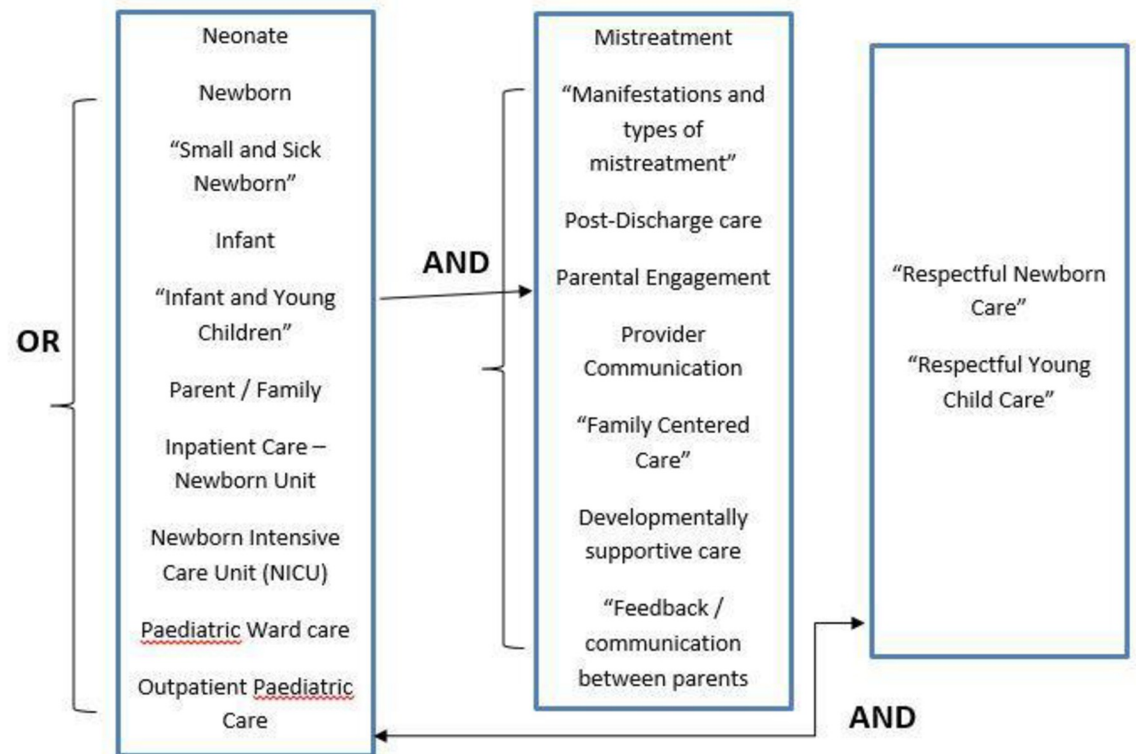 OR
Neonate
Newborn
“Small and Sick
Newborn”
Infant
“Infant and Young
Children”
Parent / Family
Inpatient Care –
Newborn Unit
Newborn Intensive
Care Unit (NICU)
Paediatric Ward care
Outpatient Paediatric
Care
AND
Mistreatment
“Manifestations and
types of
mistreatment”
Post-Discharge care
Parental Engagement
Provider
Communication
“Family Centered
Care”
Developmentally
supportive care
“Feedback /
communication
between parents
“Respectful Newborn
Care”
“Respectful Young
Child Care”
AND